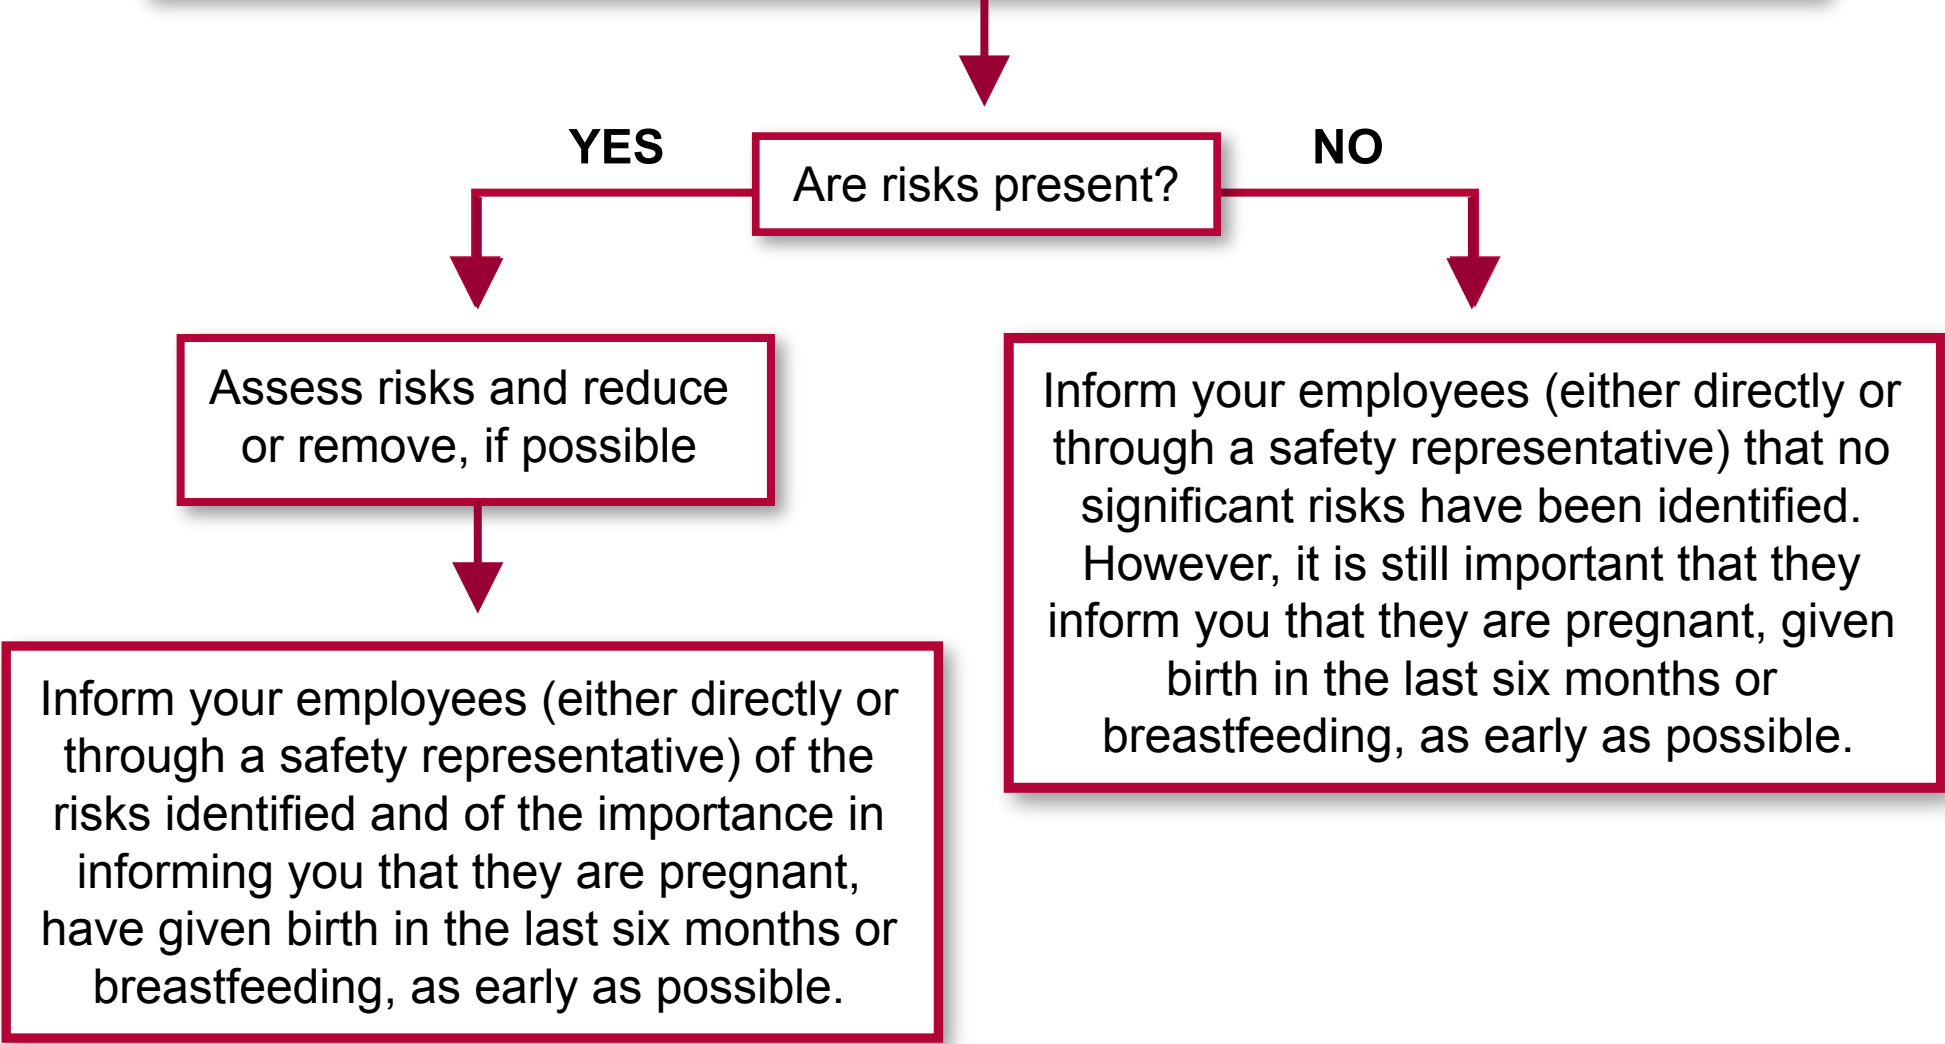 YES
NO
Are risks present?
Assess risks and reduce
or remove, if possible
Inform your employees (either directly or
through a safety representative) of the
risks identified and of the importance in
informing you that they are pregnant,
have given birth in the last six months or
breastfeeding, as early as possible.
Inform your employees (either directly or
through a safety representative) that no
significant risks have been identified.
However, it is still important that they
inform you that they are pregnant, given
birth in the last six months or
breastfeeding, as early as possible.